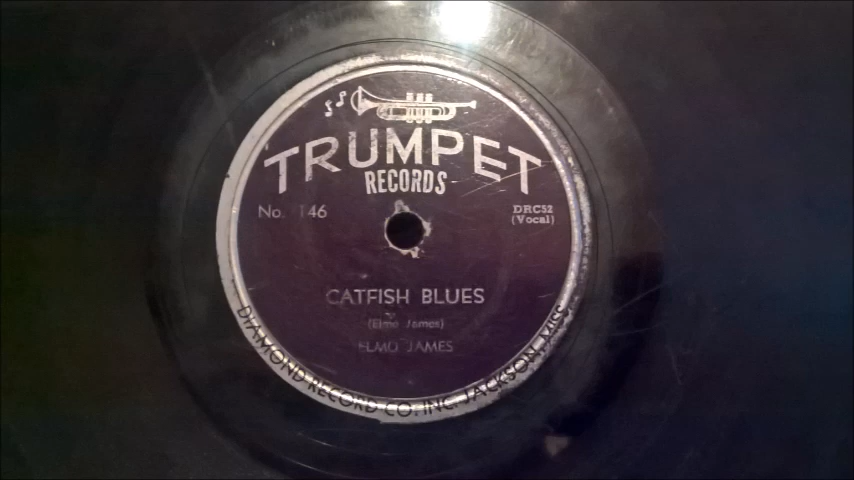 TRUMPET
RECORDS
No. 146
DRC52
(Vocal)
CATFISH BLUES
(Elmo James)
ELMO JAMES
DIAMOND RECORD CO. INC. JACKSON, MISS.